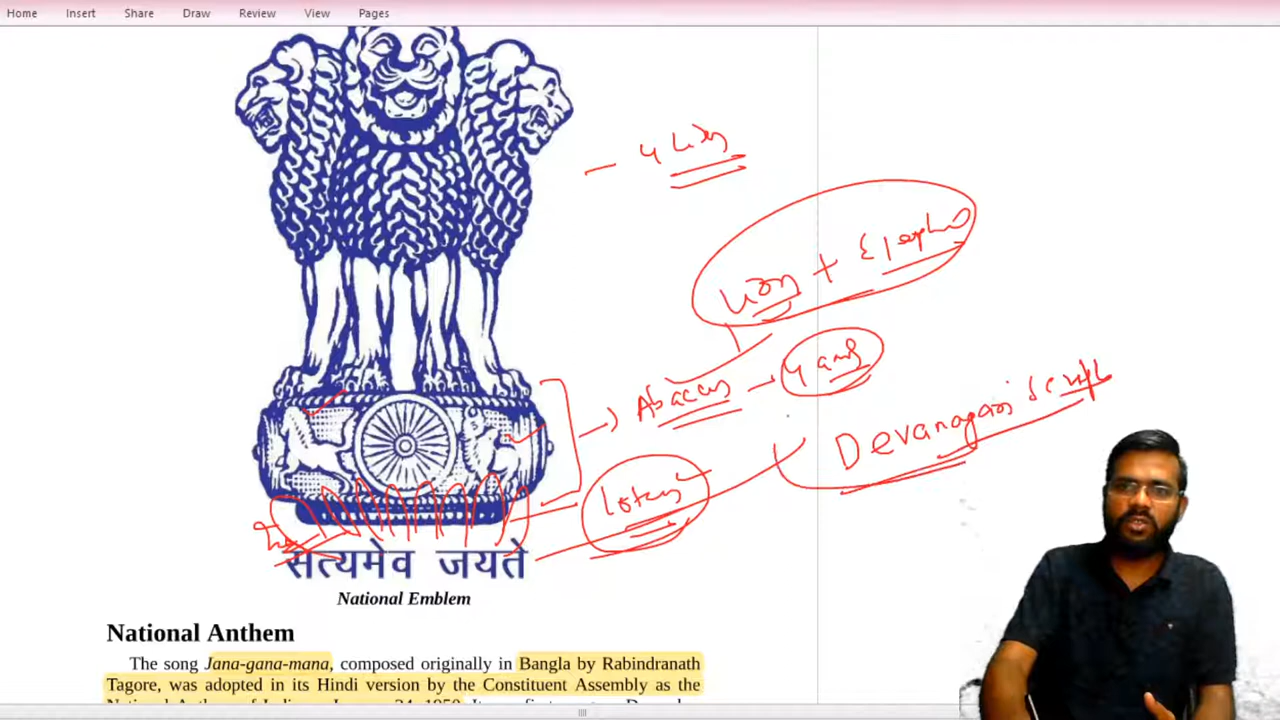 Home Insert Share Draw Review View Pages
4 Lions
Lion + Elephant
Abacus → 4 ani
Devanagari Script
lotus
सत्यमेव जयते
National Emblem
National Anthem
The song Jana-gana-mana, composed originally in Bangla by Rabindranath
Tagore, was adopted in its Hindi version by the Constituent Assembly as the